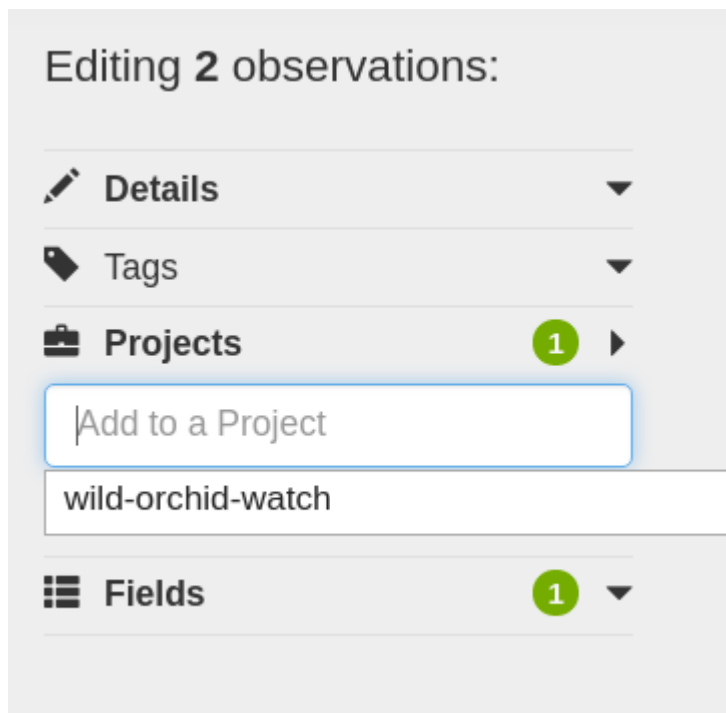 Editing 2 observations:
Details
Tags
Projects 1
Add to a Project
wild-orchid-watch
Fields 1